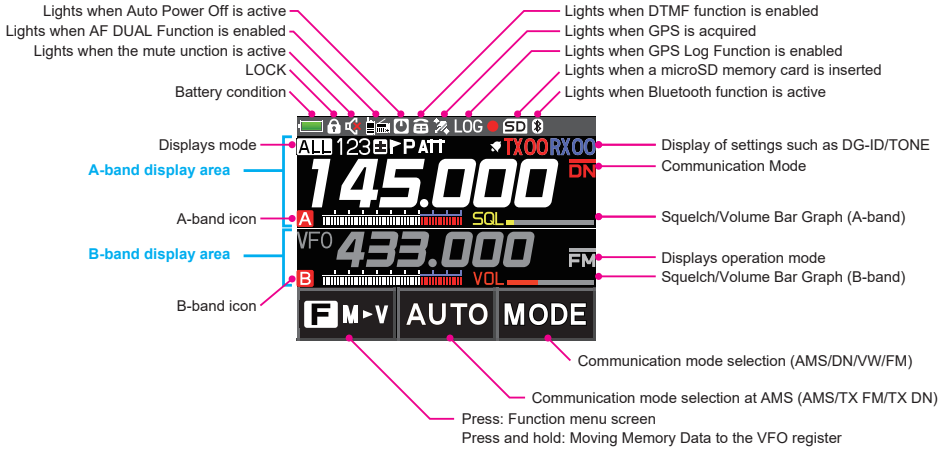 Lights when Auto Power Off is active
Lights when AF DUAL Function is enabled
Lights when the mute unction is active
LOCK
Battery condition
Lights when DTMF function is enabled
Lights when GPS is acquired
Lights when GPS Log Function is enabled
Lights when a microSD memory card is inserted
Lights when Bluetooth function is active
LOG SD
Displays mode
ALL 123 P ATT TX00 RX00
Display of settings such as DG-ID/TONE
A-band display area
145.000 DN
Communication Mode
A-band icon
A SQL
Squelch/Volume Bar Graph (A-band)
B-band display area
VFO 433.000 FM
Displays operation mode
B VOL
Squelch/Volume Bar Graph (B-band)
B-band icon
F M►V AUTO MODE
Communication mode selection (AMS/DN/VW/FM)
Communication mode selection at AMS (AMS/TX FM/TX DN)
Press: Function menu screen
Press and hold: Moving Memory Data to the VFO register